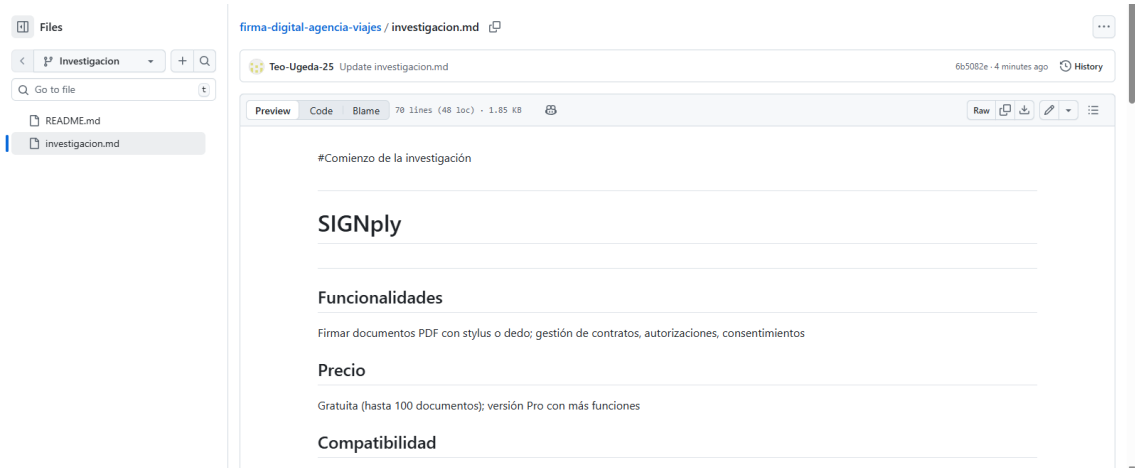 Files
firma-digital-agencia-viajes / investigacion.md
Investigacion
Go to file
t
README.md
investigacion.md
Teo-Ugeda-25 Update investigacion.md
6b5082e · 4 minutes ago
History
Preview Code Blame 70 lines (48 loc) · 1.85 KB
Raw
#Comienzo de la investigación
SIGNply
Funcionalidades
Firmar documentos PDF con stylus o dedo; gestión de contratos, autorizaciones, consentimientos
Precio
Gratuita (hasta 100 documentos); versión Pro con más funciones
Compatibilidad